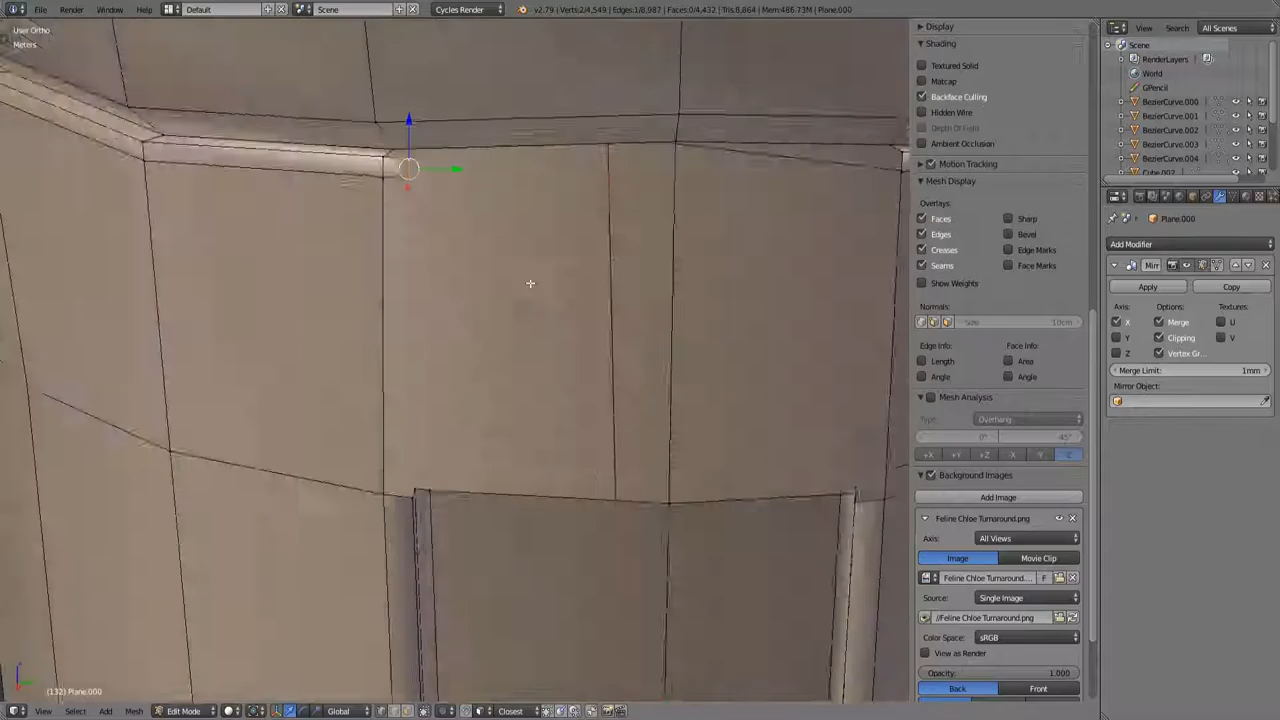 File Render Window Help Default Scene Cycles Render v2.79 | Verts:2/4,549 | Edges:1/8,987 | Faces:0/4,432 | Tris:8,864 | Mem:486.73M | Plane.000
View Search All Scenes
User Ortho
Meters
Display
Shading
Textured Solid
Matcap
Backface Culling
Hidden Wire
Depth Of Field
Ambient Occlusion
Motion Tracking
Mesh Display
Overlays:
Faces Sharp
Edges Bevel
Creases Edge Marks
Seams Face Marks
Show Weights
Normals:
Size 10cm
Edge Info: Face Info:
Length Area
Angle Angle
Mesh Analysis
Type: Overhang
0° 45°
+X +Y +Z -X -Y -Z
Background Images
Add Image
Feline Chloe Turnaround.png
Axis: All Views
Image Movie Clip
Feline Chloe Turnaround.... F
Source: Single Image
//Feline Chloe Turnaround.png
Color Space: sRGB
View as Render
Opacity: 1.000
Back Front
Scene
RenderLayers
World
GPencil
BezierCurve.000
BezierCurve.001
BezierCurve.002
BezierCurve.003
BezierCurve.004
Cube.002
Plane.000
Add Modifier
Mirr
Apply Copy
Axis: Options: Textures:
X Merge U
Y Clipping V
Z Vertex Gr...
Merge Limit: 1mm
Mirror Object:
(132) Plane.000
View Select Add Mesh Edit Mode Global Closest